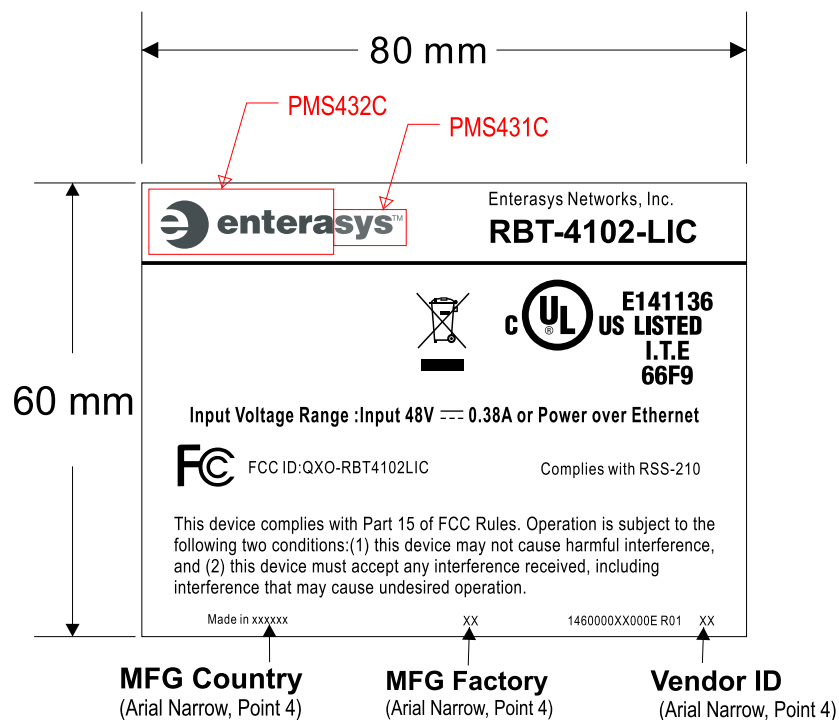 80 mm
PMS432C
PMS431C
enterasys™
Enterasys Networks, Inc.
RBT-4102-LIC
C UL ® US LISTED
E141136
I.T.E
66F9
60 mm
Input Voltage Range :Input 48V ⎓ 0.38A or Power over Ethernet
FC FCC ID:QXO-RBT4102LIC
Complies with RSS-210
This device complies with Part 15 of FCC Rules. Operation is subject to the
following two conditions:(1) this device may not cause harmful interference,
and (2) this device must accept any interference received, including
interference that may cause undesired operation.
Made in xxxxxx
XX
1460000XX000E R01
XX
MFG Country
(Arial Narrow, Point 4)
MFG Factory
(Arial Narrow, Point 4)
Vendor ID
(Arial Narrow, Point 4)